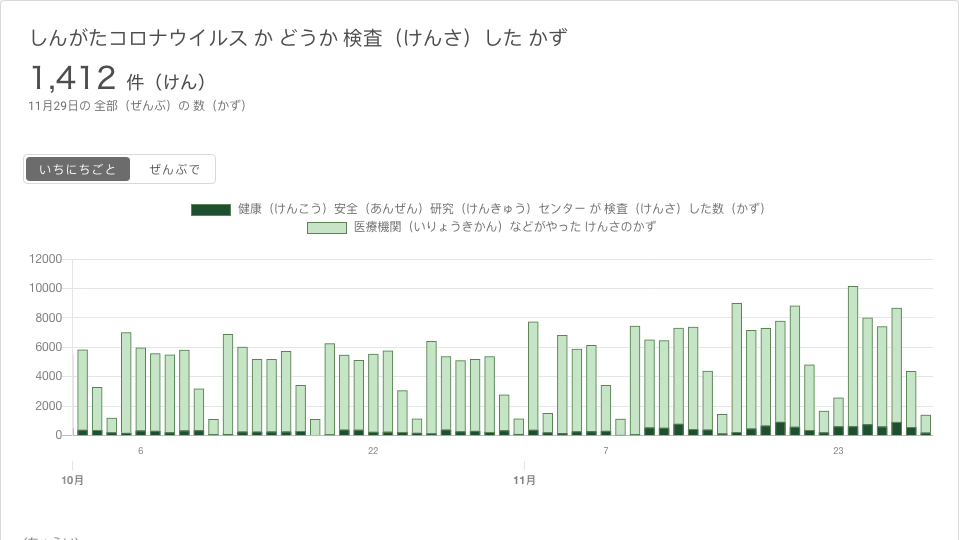 しんがたコロナウイルス か どうか 検査（けんさ）した かず
1,412 件（けん）
11月29日の 全部（ぜんぶ）の 数（かず）
いちにちごと ぜんぶで
健康（けんこう）安全（あんぜん）研究（けんきゅう）センター が 検査（けんさ）した数（かず）
医療機関（いりょうきかん）などがやった けんさのかず
12000
10000
8000
6000
4000
2000
0
6 22 7 23
10月 11月